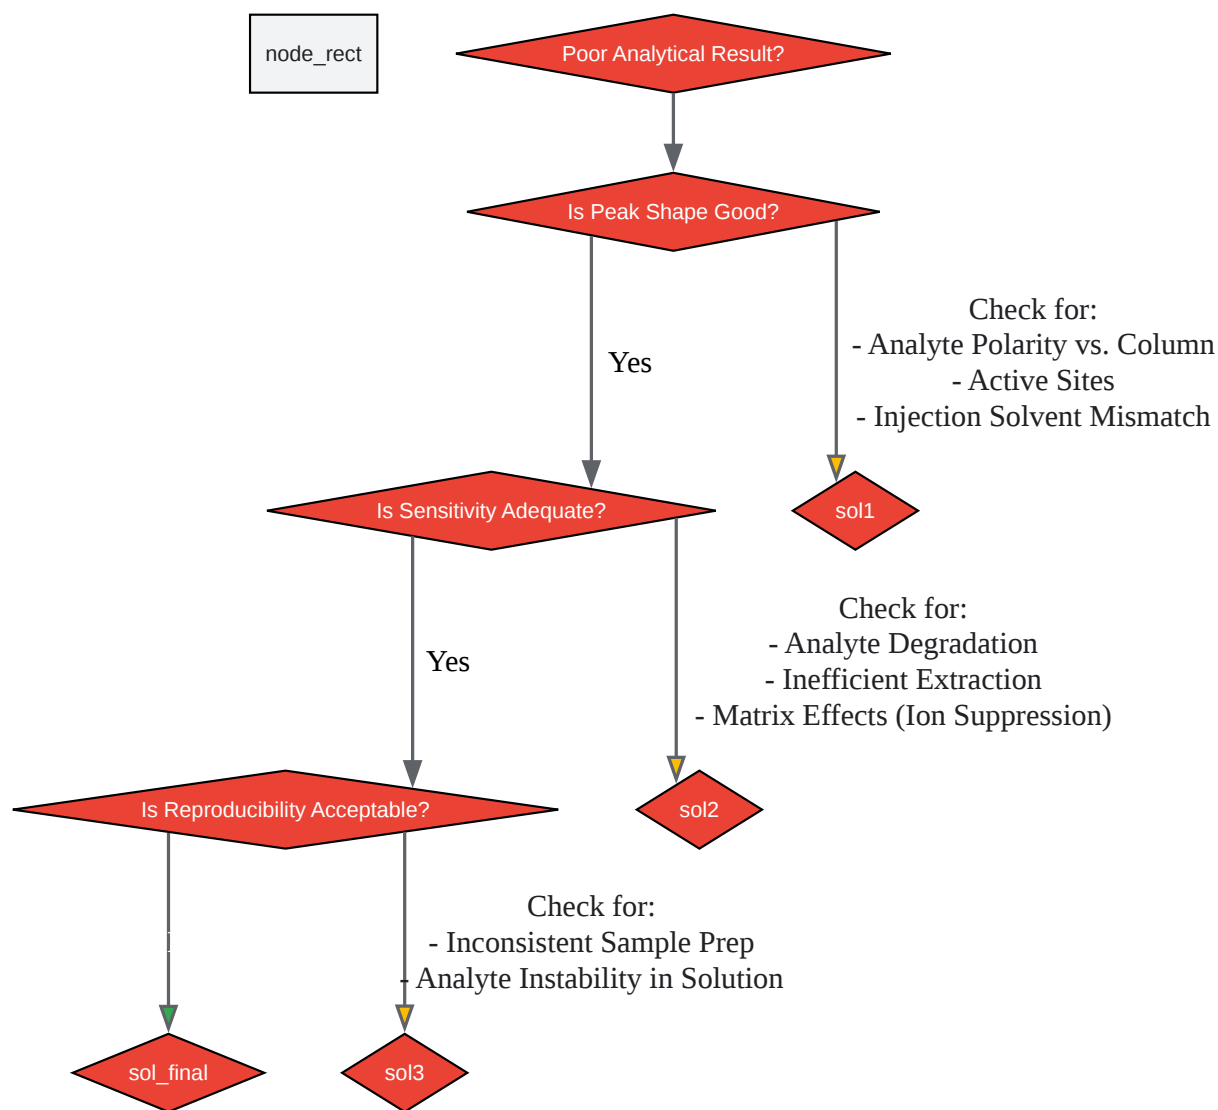 node_rect
Poor Analytical Result?
Is Peak Shape Good?
Yes
Check for:
- Analyte Polarity vs. Column
- Active Sites
- Injection Solvent Mismatch
Is Sensitivity Adequate?
sol1
Yes
Check for:
- Analyte Degradation
- Inefficient Extraction
- Matrix Effects (Ion Suppression)
Is Reproducibility Acceptable?
sol2
Check for:
- Inconsistent Sample Prep
- Analyte Instability in Solution
sol_final
sol3